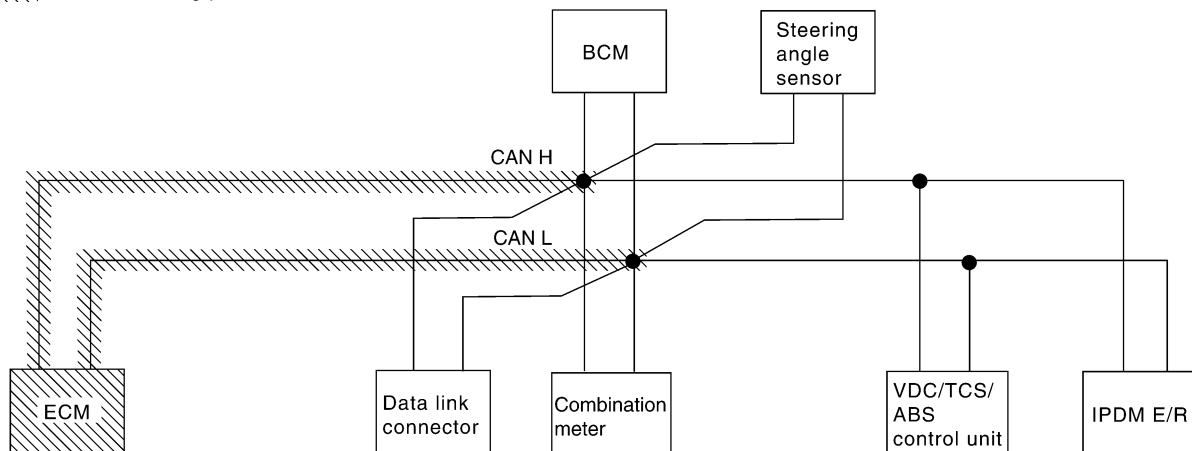 BCM
Steering
angle
sensor
CAN H
CAN L
ECM
Data link
connector
Combination
meter
VDC/TCS/
ABS
control unit
IPDM E/R